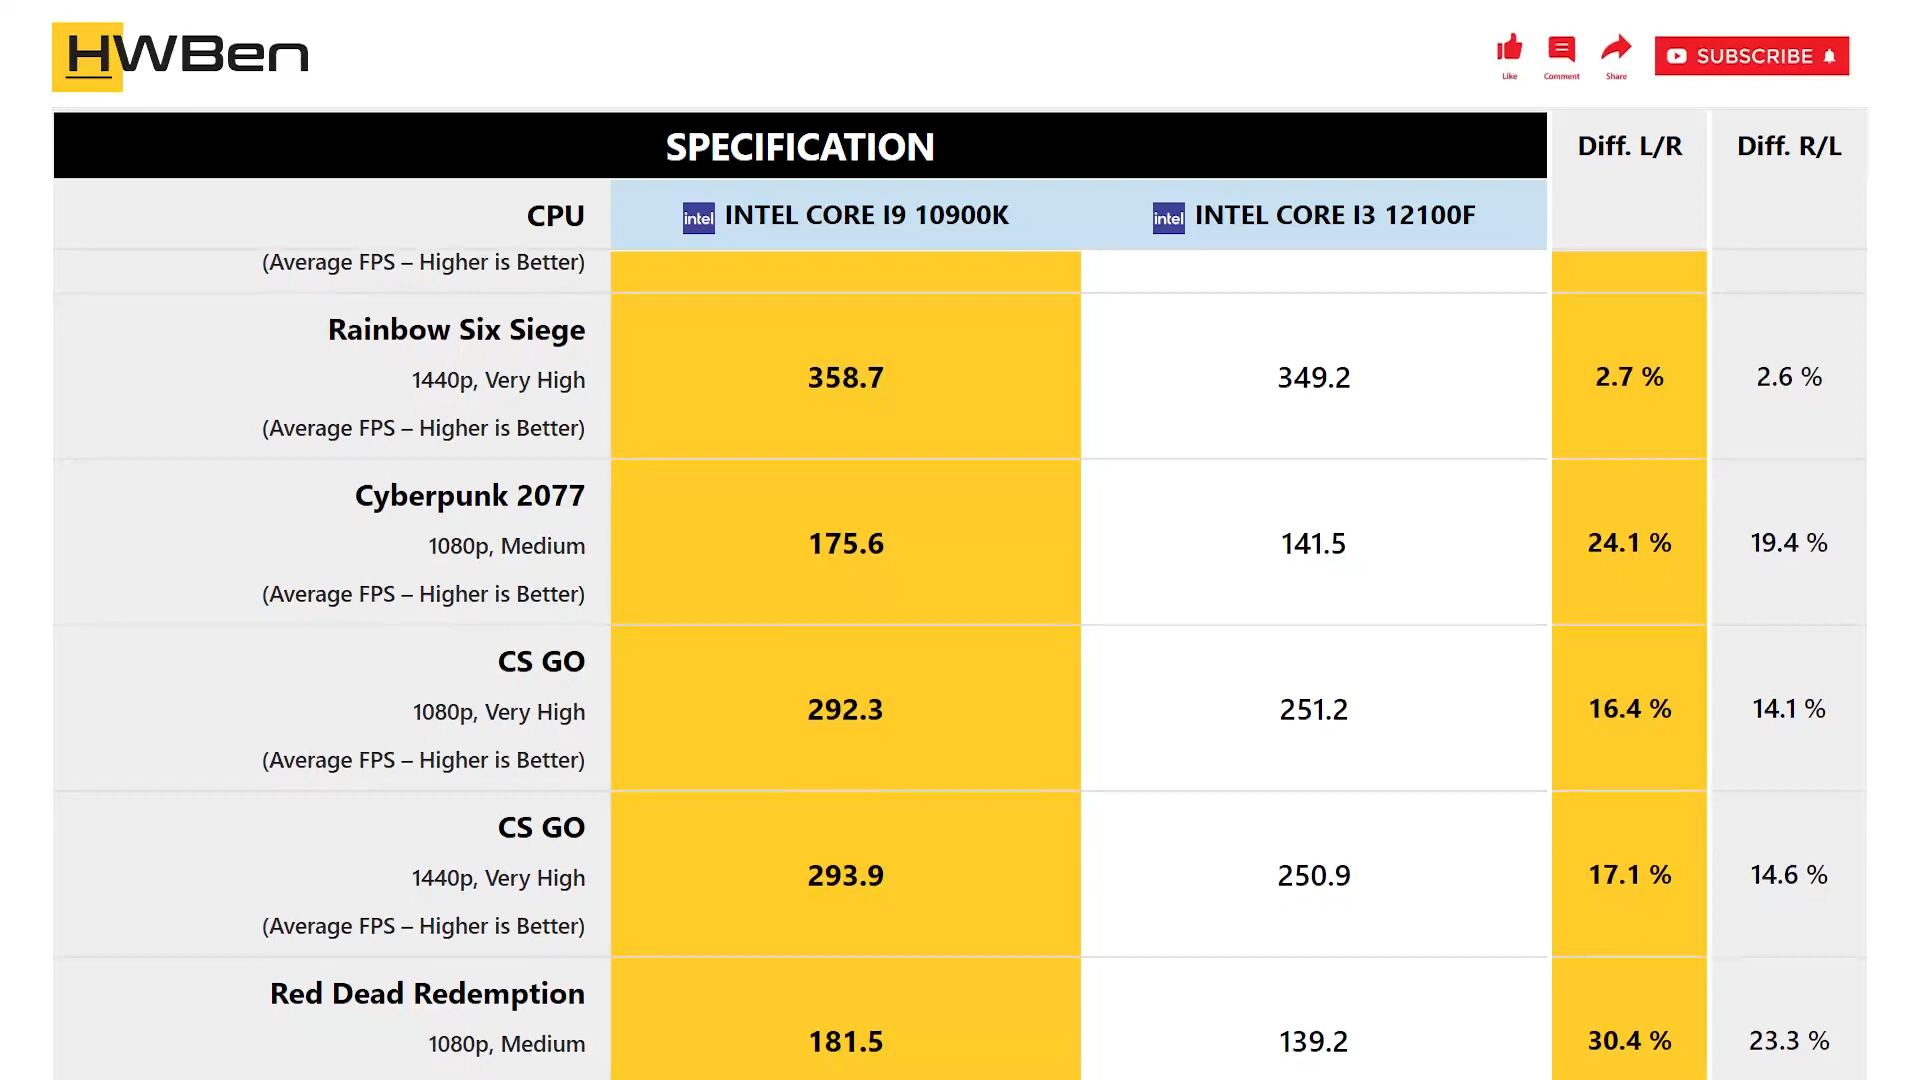 HWBen
Like
Comment
Share
SUBSCRIBE
SPECIFICATION
Diff. L/R
Diff. R/L
CPU
intel INTEL CORE I9 10900K
intel INTEL CORE I3 12100F
(Average FPS – Higher is Better)
Rainbow Six Siege
1440p, Very High
(Average FPS – Higher is Better)
358.7
349.2
2.7 %
2.6 %
Cyberpunk 2077
1080p, Medium
(Average FPS – Higher is Better)
175.6
141.5
24.1 %
19.4 %
CS GO
1080p, Very High
(Average FPS – Higher is Better)
292.3
251.2
16.4 %
14.1 %
CS GO
1440p, Very High
(Average FPS – Higher is Better)
293.9
250.9
17.1 %
14.6 %
Red Dead Redemption
1080p, Medium
181.5
139.2
30.4 %
23.3 %